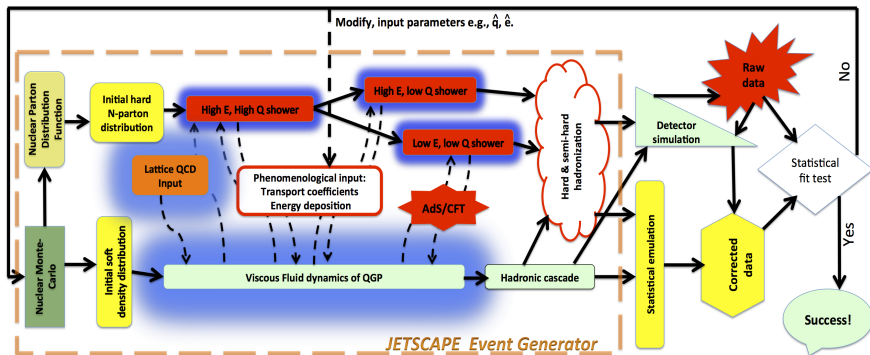 Modify, input parameters e.g., q̂, ê.
No
Nuclear Parton
Distribution
Function
Initial hard
N-parton
distribution
High E, High Q shower
High E, low Q shower
Low E, low Q shower
Hard & semi-hard
hadronization
Raw
data
Detector
simulation
Statistical
fit test
Lattice QCD
Input
Phenomenological input:
Transport coefficients
Energy deposition
AdS/CFT
Nuclear Monte-
Carlo
Initial soft
density distribution
Viscous Fluid dynamics of QGP
Hadronic cascade
Statistical emulation
Corrected
data
Yes
Success!
JETSCAPE Event Generator